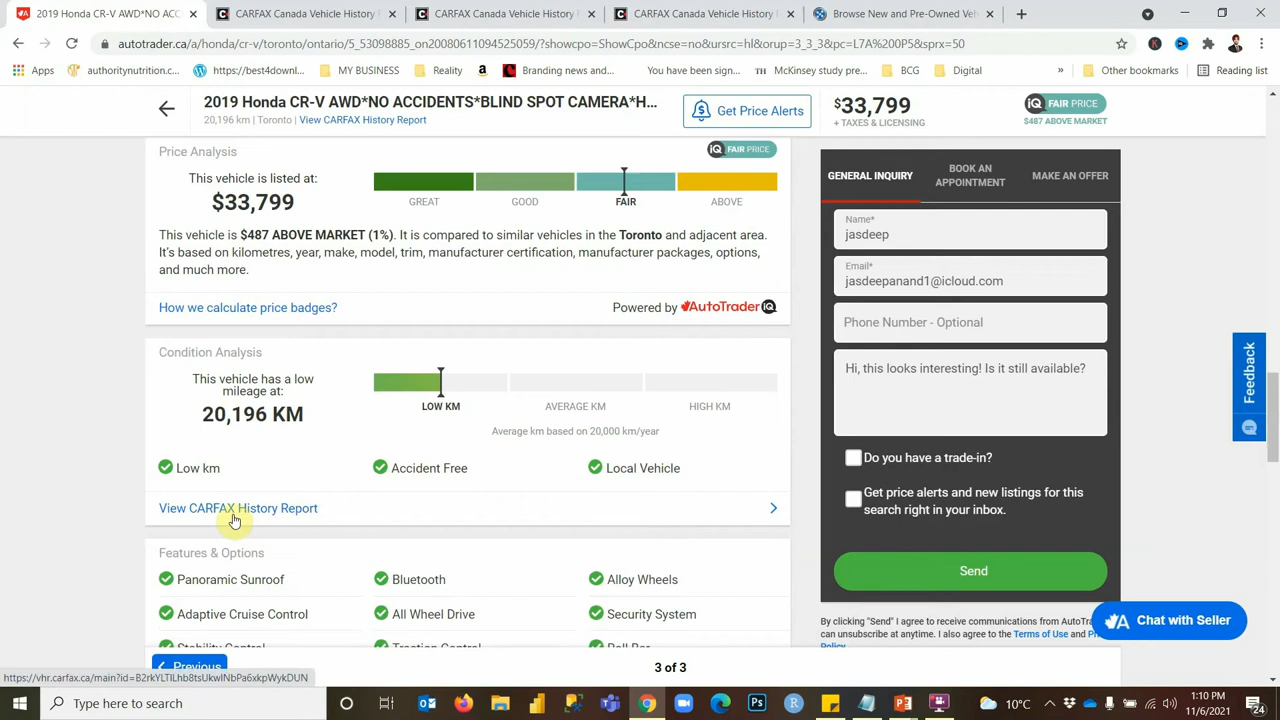 2019 Honda CR-V AWD*NO ACCIDENTS
CARFAX Canada Vehicle History R
CARFAX Canada Vehicle History R
CARFAX Canada Vehicle History R
Browse New and Pre-Owned Veh
autotrader.ca/a/honda/cr-v/toronto/ontario/5_53098885_on20080611104525059/?showcpo=ShowCpo&ncse=no&ursrc=hl&orup=3_3_3&pc=L7A%20P5&sprx=50
Apps
authoritynutrition.c...
https://best4downl...
MY BUSINESS
Reality
Branding news and...
You have been sign...
TH McKinsey study pre...
BCG
Digital
»
Other bookmarks
Reading list
2019 Honda CR-V AWD*NO ACCIDENTS*BLIND SPOT CAMERA*H...
20,196 km | Toronto | View CARFAX History Report
Get Price Alerts
$33,799
+ TAXES & LICENSING
iQ FAIR PRICE
$487 ABOVE MARKET
Price Analysis
iQ FAIR PRICE
This vehicle is listed at:
$33,799
GREAT GOOD FAIR ABOVE
This vehicle is $487 ABOVE MARKET (1%). It is compared to similar vehicles in the Toronto and adjacent area.
It's based on kilometres, year, make, model, trim, manufacturer certification, manufacturer packages, options,
and much more.
How we calculate price badges?
Powered by AutoTrader iQ
Condition Analysis
This vehicle has a low
mileage at:
20,196 KM
LOW KM AVERAGE KM HIGH KM
Average km based on 20,000 km/year
Low km Accident Free Local Vehicle
View CARFAX History Report
Features & Options
Panoramic Sunroof Bluetooth Alloy Wheels
Adaptive Cruise Control All Wheel Drive Security System
Stability Control Traction Control Roll Bar
Previous
3 of 3
GENERAL INQUIRY
BOOK AN
APPOINTMENT
MAKE AN OFFER
Name*
jasdeep
Email*
jasdeepanand1@icloud.com
Phone Number - Optional
Hi, this looks interesting! Is it still available?
Do you have a trade-in?
Get price alerts and new listings for this
search right in your inbox.
Send
By clicking "Send" I agree to receive communications from AutoTra
can unsubscribe at anytime. I also agree to the Terms of Use and Pr
Policy.
Chat with Seller
Feedback
https://vhr.carfax.ca/main?id=B2rkYLTlLhb8tsUkwINbPa6xkpWykDUN
Type here to search
10°C
1:10 PM
11/6/2021
24